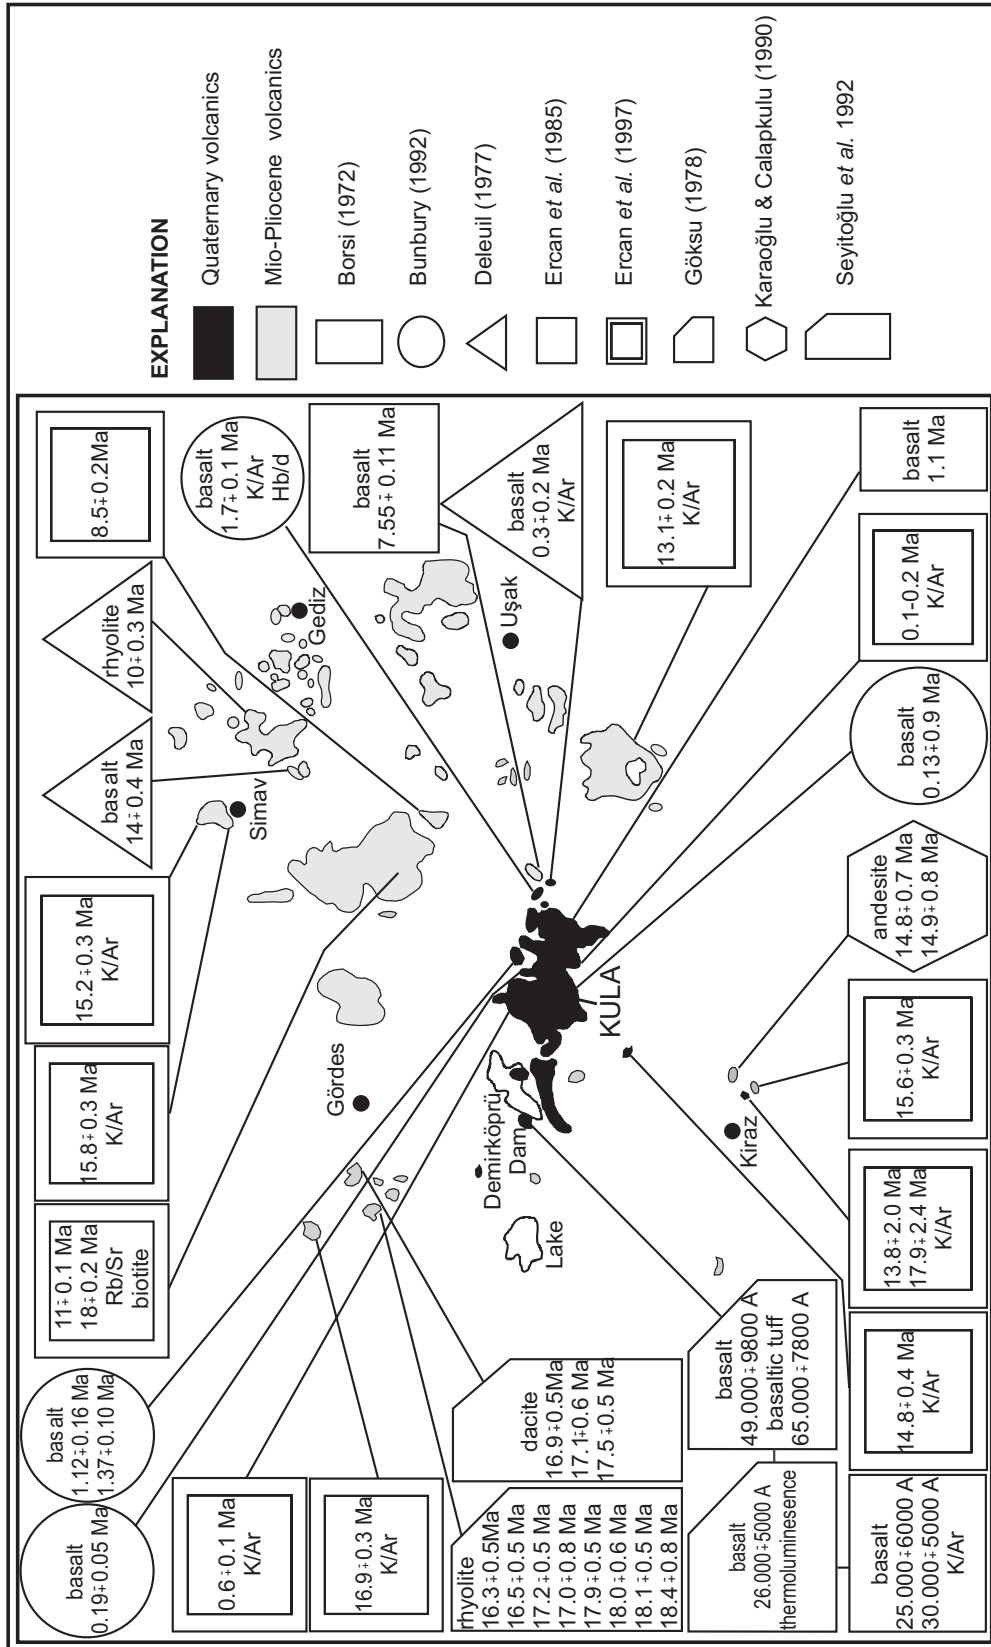 basalt
0.19∓0.05 Ma
basalt
1.12∓0.16 Ma
1.37∓0.10 Ma
11∓0.1 Ma
18∓0.2 Ma
Rb/Sr
biotite
15.8∓0.3 Ma
K/Ar
15.2∓0.3 Ma
K/Ar
basalt
14∓0.4 Ma
rhyolite
10∓0.3 Ma
8.5∓0.2Ma
0.6∓0.1 Ma
K/Ar
16.9∓0.3 Ma
K/Ar
basalt
1.7∓0.1 Ma
K/Ar
Hb/d
basalt
7.55∓0.11 Ma
Simav
Gediz
Gördes
rhyolite
16.3∓0.5Ma
16.5∓0.5 Ma
17.2∓0.5 Ma
17.0∓0.8 Ma
17.9∓0.5 Ma
18.0∓0.6 Ma
18.1∓0.5 Ma
18.4∓0.8 Ma
dacite
16.9∓0.5Ma
17.1∓0.6 Ma
17.5∓0.5 Ma
Demirköprü
Dam
Lake
KULA
Uşak
basalt
0.3∓0.2 Ma
K/Ar
13.1∓0.2 Ma
K/Ar
basalt
26.000∓5000 A
thermoluminesence
basalt
49.000∓9800 A
basaltic tuff
65.000∓7800 A
Kiraz
basalt
25.000∓6000 A
30.000∓5000 A
K/Ar
14.8∓0.4 Ma
K/Ar
13.8∓2.0 Ma
17.9∓2.4 Ma
K/Ar
15.6∓0.3 Ma
K/Ar
andesite
14.8∓0.7 Ma
14.9∓0.8 Ma
basalt
0.13∓0.9 Ma
0.1-0.2 Ma
K/Ar
basalt
1.1 Ma
EXPLANATION
Quaternary volcanics
Mio-Pliocene volcanics
Borsi (1972)
Bunbury (1992)
Deleuil (1977)
Ercan et al. (1985)
Ercan et al. (1997)
Göksu (1978)
Karaoğlu & Calapkulu (1990)
Seyitoğlu et al. 1992